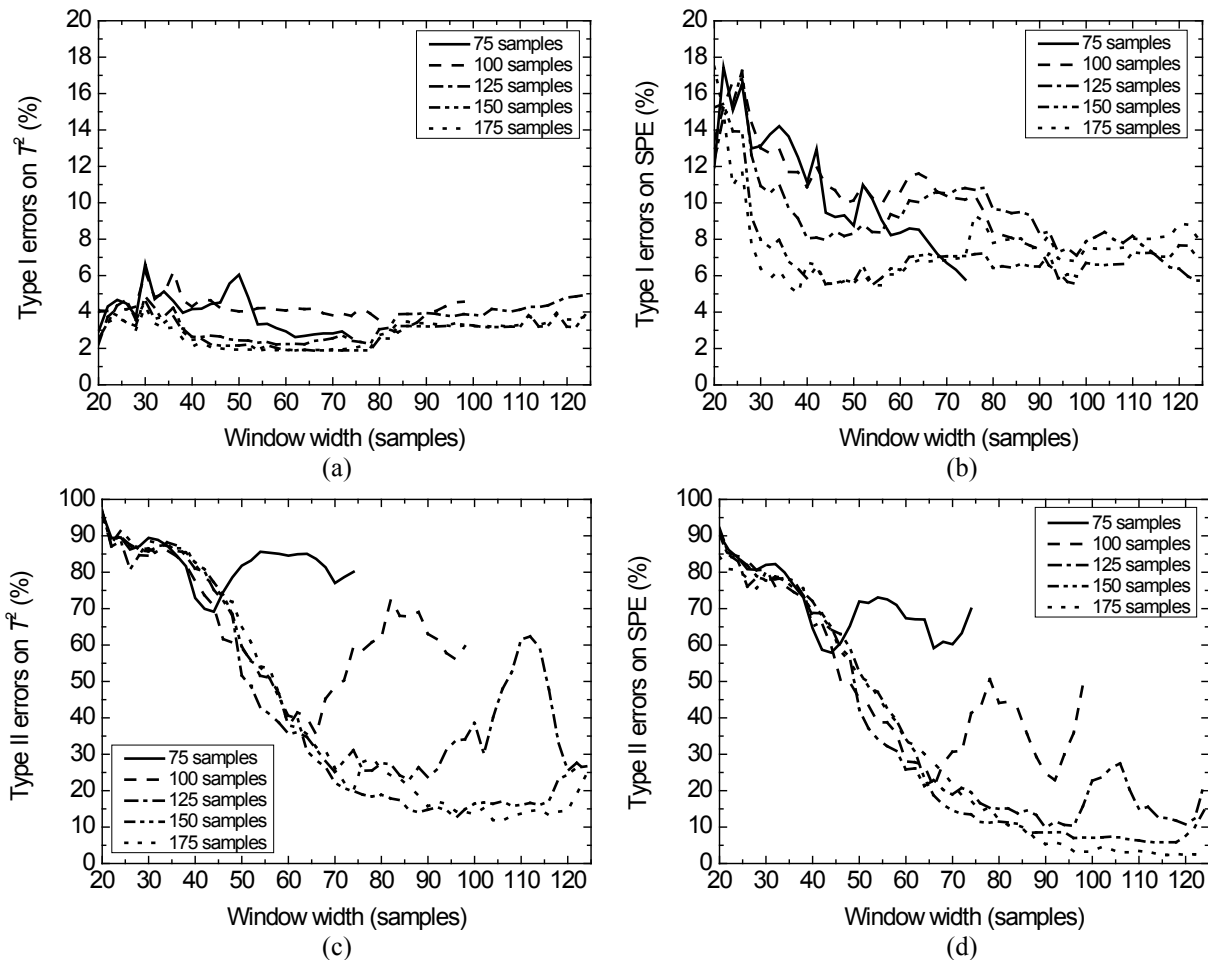 20
18
16
14
12
10
8
6
4
2
0
Type I errors on T² (%)
75 samples
100 samples
125 samples
150 samples
175 samples
20 30 40 50 60 70 80 90 100 110 120
Window width (samples)
(a)
20
18
16
14
12
10
8
6
4
2
0
Type I errors on SPE (%)
75 samples
100 samples
125 samples
150 samples
175 samples
20 30 40 50 60 70 80 90 100 110 120
Window width (samples)
(b)
100
90
80
70
60
50
40
30
20
10
0
Type II errors on T² (%)
75 samples
100 samples
125 samples
150 samples
175 samples
20 30 40 50 60 70 80 90 100 110 120
Window width (samples)
(c)
100
90
80
70
60
50
40
30
20
10
0
Type II errors on SPE (%)
75 samples
100 samples
125 samples
150 samples
175 samples
20 30 40 50 60 70 80 90 100 110 120
Window width (samples)
(d)